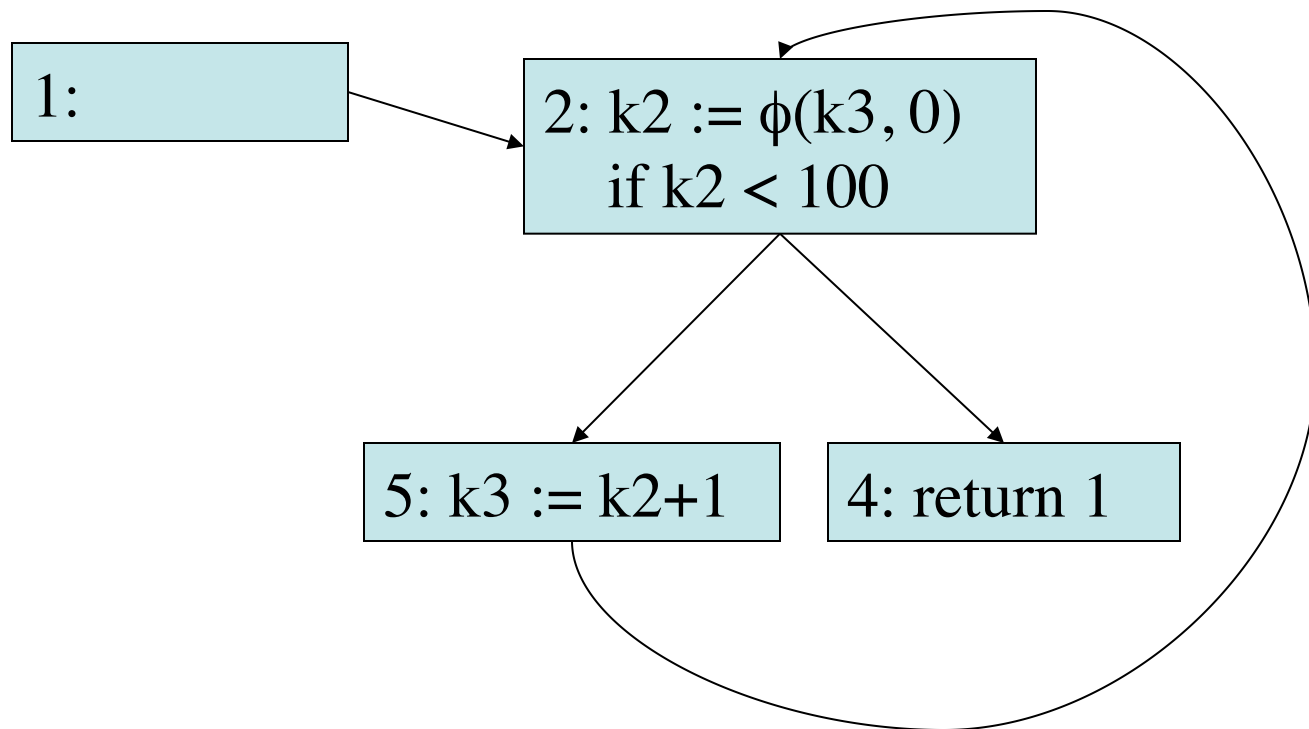 1:
2: k2 := ϕ(k3, 0)
if k2 < 100
5: k3 := k2+1
4: return 1